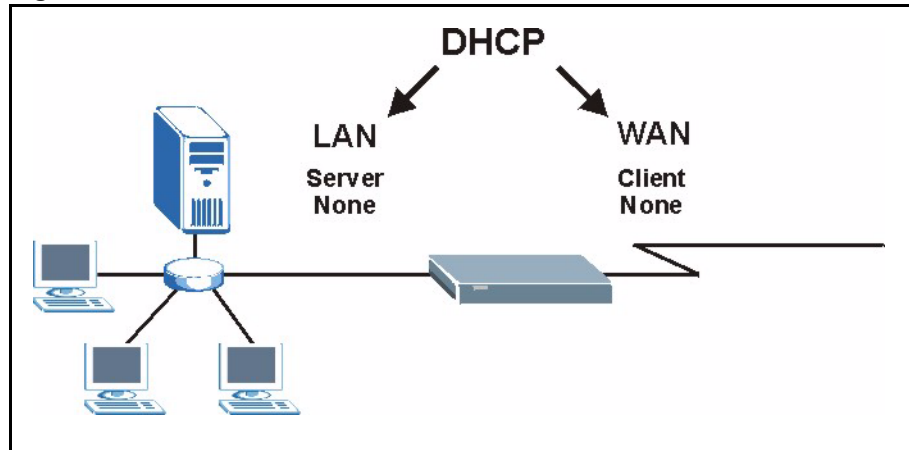 DHCP
LAN
Server
None
WAN
Client
None